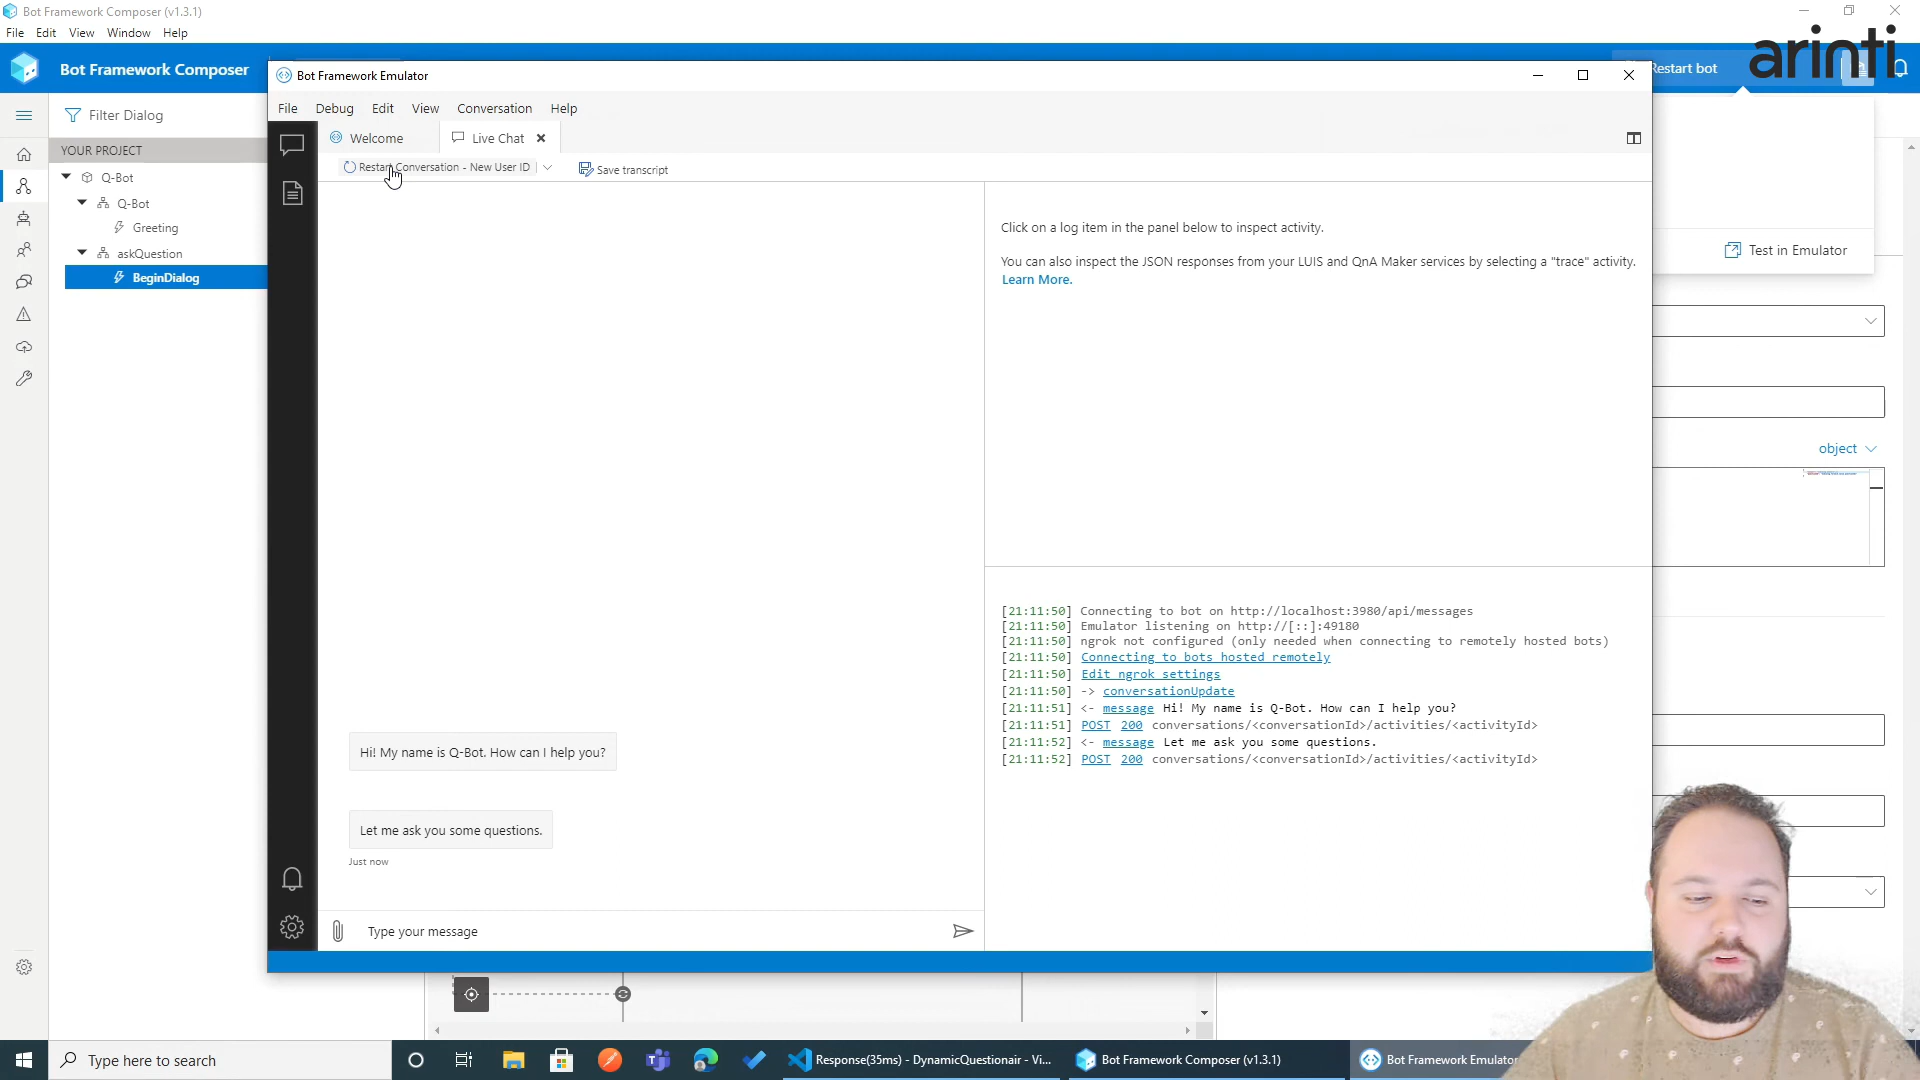 Bot Framework Composer (v1.3.1)
File Edit View Window Help
arinti
Bot Framework Composer
Restart bot
Bot Framework Emulator
File Debug Edit View Conversation Help
Filter Dialog
Welcome
Live Chat
YOUR PROJECT
Restart Conversation - New User ID
Save transcript
Q-Bot
Q-Bot
Greeting
askQuestion
BeginDialog
Click on a log item in the panel below to inspect activity.
You can also inspect the JSON responses from your LUIS and QnA Maker services by selecting a "trace" activity.
Learn More.
Test in Emulator
object
[21:11:50] Connecting to bot on http://localhost:3980/api/messages
[21:11:50] Emulator listening on http://[::]:49180
[21:11:50] ngrok not configured (only needed when connecting to remotely hosted bots)
[21:11:50] Connecting to bots hosted remotely
[21:11:50] Edit ngrok settings
[21:11:50] -> conversationUpdate
[21:11:51] <- message Hi! My name is Q-Bot. How can I help you?
[21:11:51] POST 200 conversations/<conversationId>/activities/<activityId>
[21:11:52] <- message Let me ask you some questions.
[21:11:52] POST 200 conversations/<conversationId>/activities/<activityId>
Hi! My name is Q-Bot. How can I help you?
Let me ask you some questions.
Just now
Type your message
Type here to search
Response(35ms) - DynamicQuestionair - Vi...
Bot Framework Composer (v1.3.1)
Bot Framework Emulator